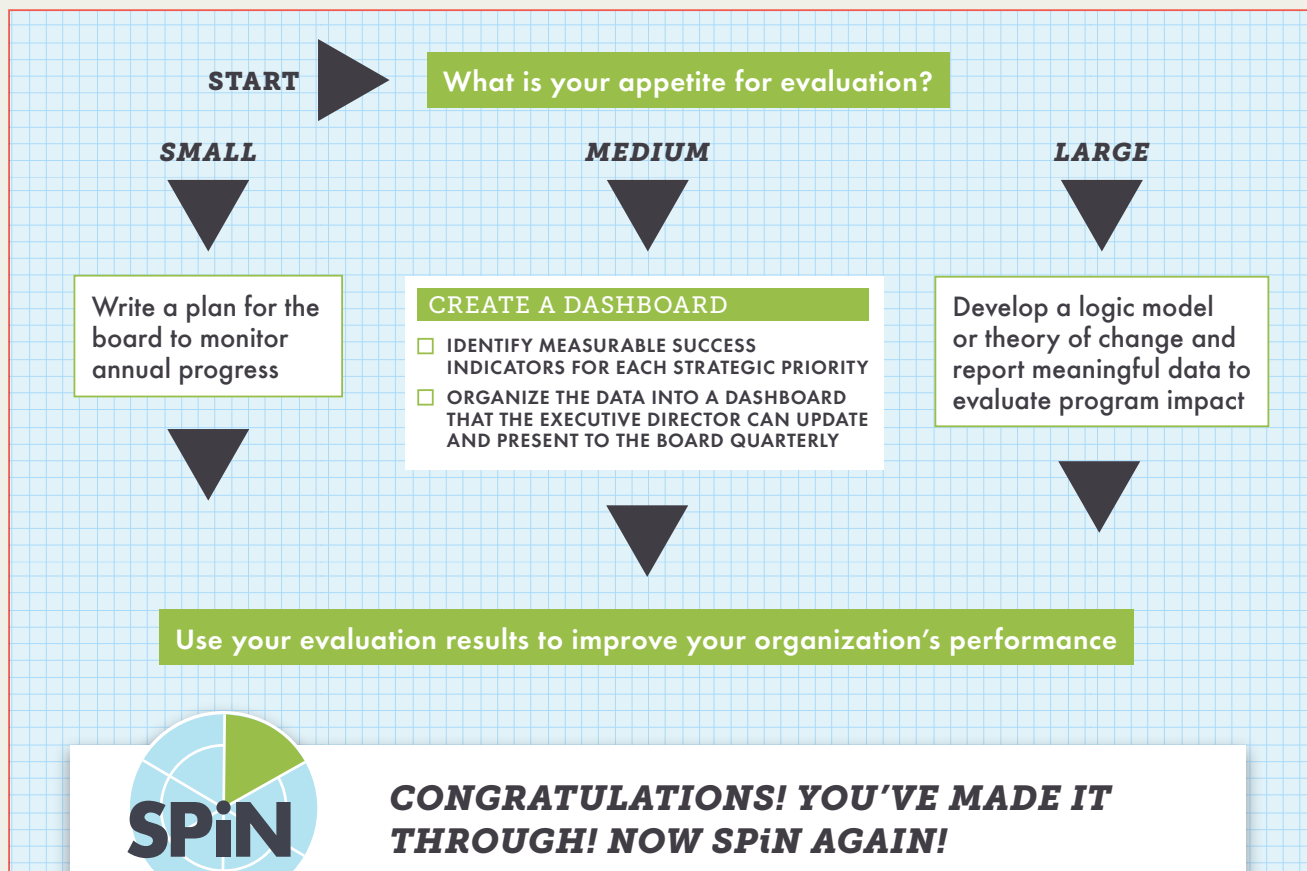 START
What is your appetite for evaluation?
SMALL
MEDIUM
LARGE
Write a plan for the
board to monitor
annual progress
CREATE A DASHBOARD
IDENTIFY MEASURABLE SUCCESS
INDICATORS FOR EACH STRATEGIC PRIORITY
ORGANIZE THE DATA INTO A DASHBOARD
THAT THE EXECUTIVE DIRECTOR CAN UPDATE
AND PRESENT TO THE BOARD QUARTERLY
Develop a logic model
or theory of change and
report meaningful data to
evaluate program impact
Use your evaluation results to improve your organization’s performance
SPiN
CONGRATULATIONS! YOU’VE MADE IT
THROUGH! NOW SPiN AGAIN!